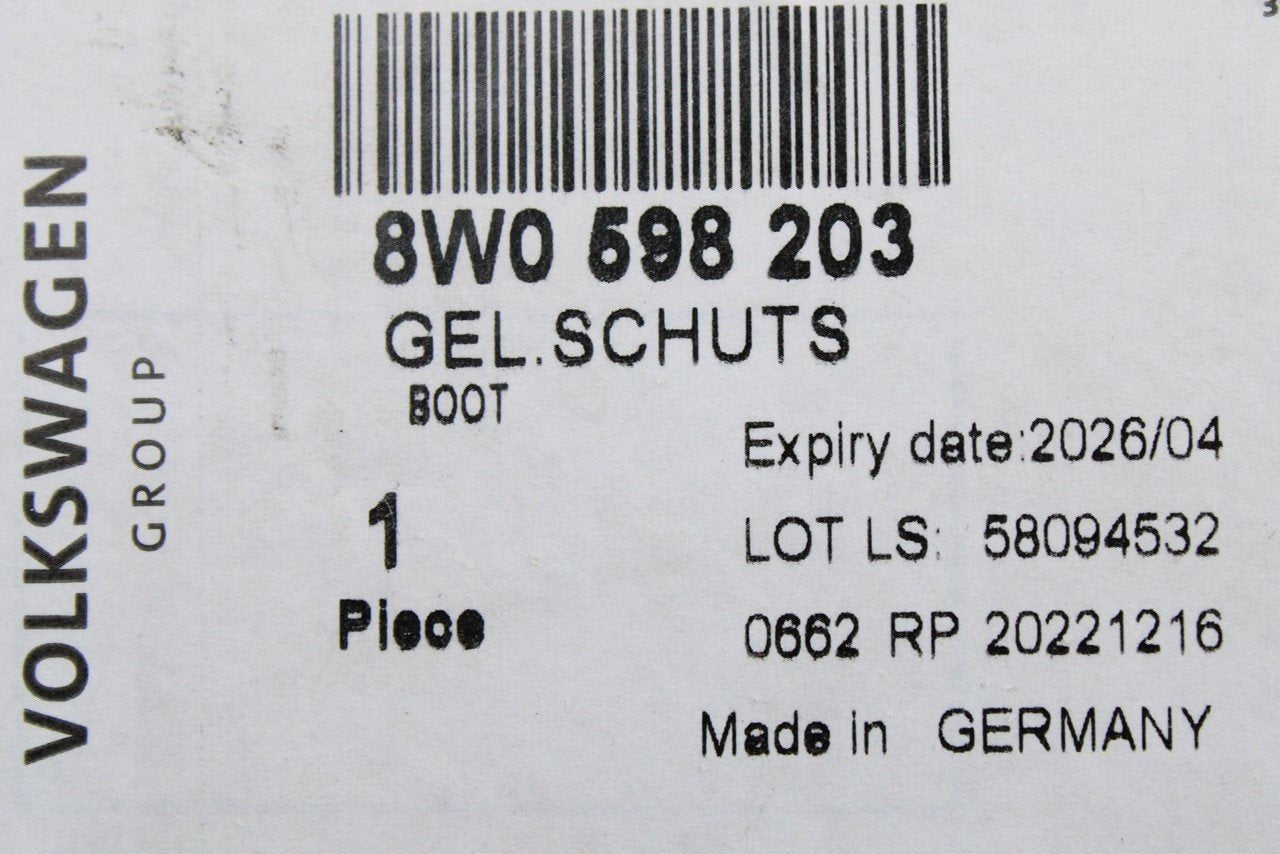 VOLKSWAGEN
GROUP
8W0 598 203
GEL.SCHUTS
BOOT
1
Piece
Expiry date:2026/04
LOT LS: 58094532
0662 RP 20221216
Made in GERMANY